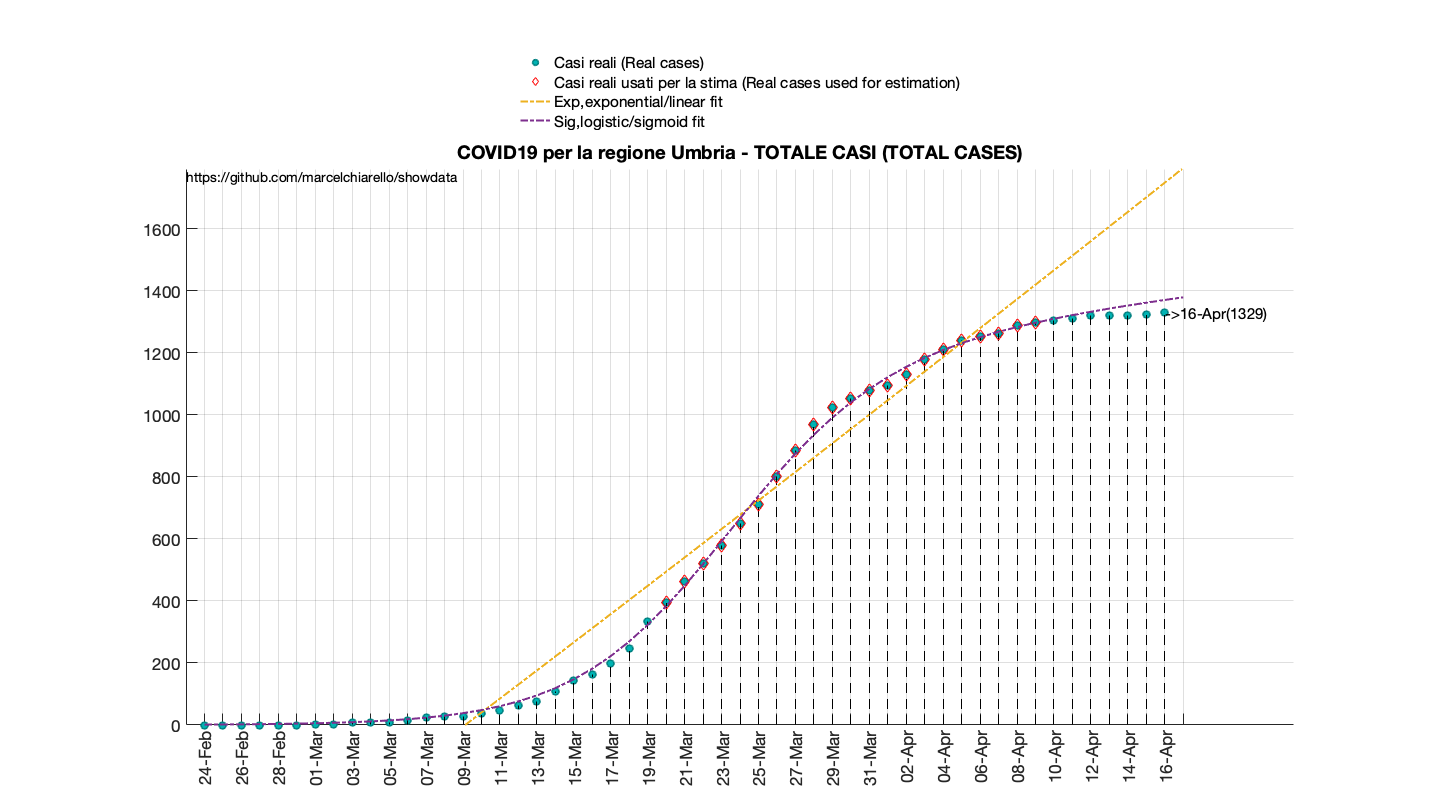 Casi reali (Real cases)
Casi reali usati per la stima (Real cases used for estimation)
Exp,exponential/linear fit
Sig,logistic/sigmoid fit
COVID19 per la regione Umbria - TOTALE CASI (TOTAL CASES)
https://github.com/marcelchiarello/showdata
1600
1400
>16-Apr(1329)
1200
1000
800
600
400
200
0
24-Feb
26-Feb
28-Feb
01-Mar
03-Mar
05-Mar
07-Mar
09-Mar
11-Mar
13-Mar
15-Mar
17-Mar
19-Mar
21-Mar
23-Mar
25-Mar
27-Mar
29-Mar
31-Mar
02-Apr
04-Apr
06-Apr
08-Apr
10-Apr
12-Apr
14-Apr
16-Apr